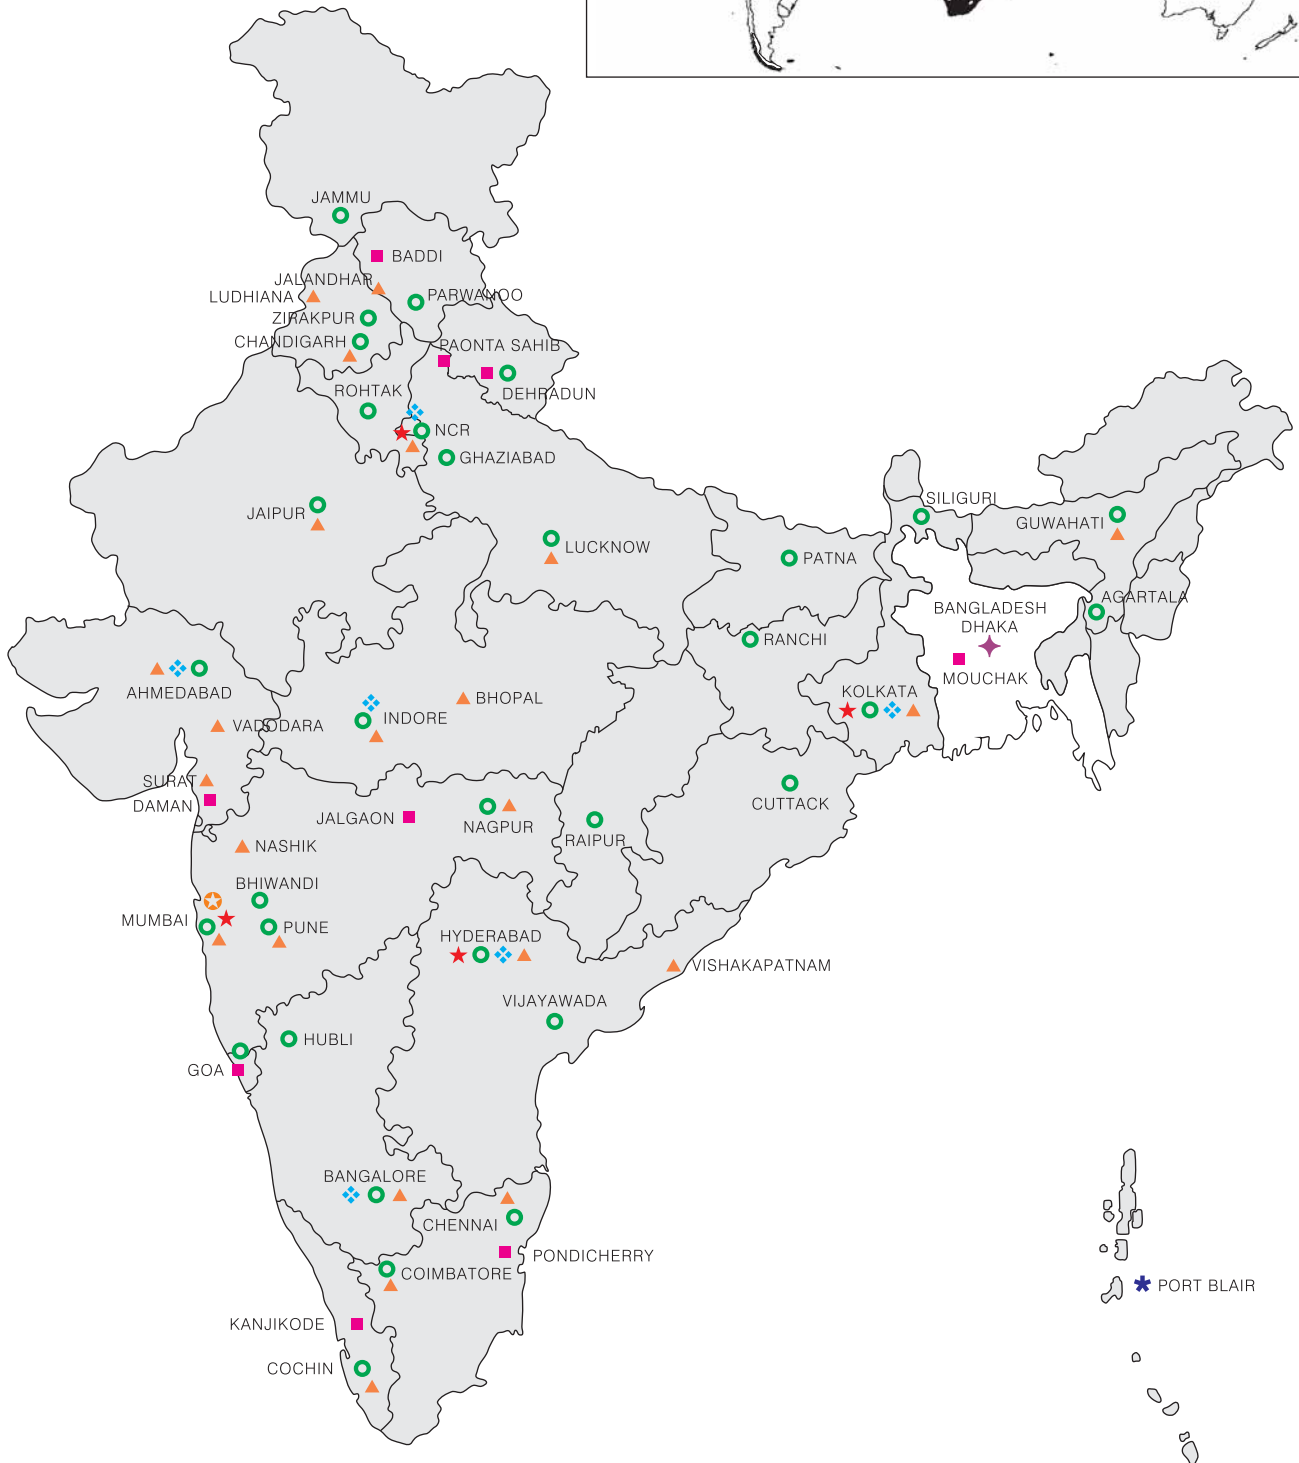 JAMMU
BADDI
JALANDHAR
LUDHIANA
PARWANOO
ZIRAKPUR
CHANDIGARH
PAONTA SAHIB
ROHTAK
DEHRADUN
NCR
GHAZIABAD
SILIGURI
JAIPUR
GUWAHATI
LUCKNOW
PATNA
AGARTALA
BANGLADESH
DHAKA
RANCHI
MOUCHAK
AHMEDABAD
KOLKATA
BHOPAL
INDORE
VADODARA
SURAT
DAMAN
CUTTACK
JALGAON
NAGPUR
RAIPUR
NASHIK
BHIWANDI
MUMBAI
PUNE
HYDERABAD
VISHAKAPATNAM
VIJAYAWADA
HUBLI
GOA
BANGALORE
CHENNAI
PONDICHERRY
COIMBATORE
PORT BLAIR
KANJIKODE
COCHIN